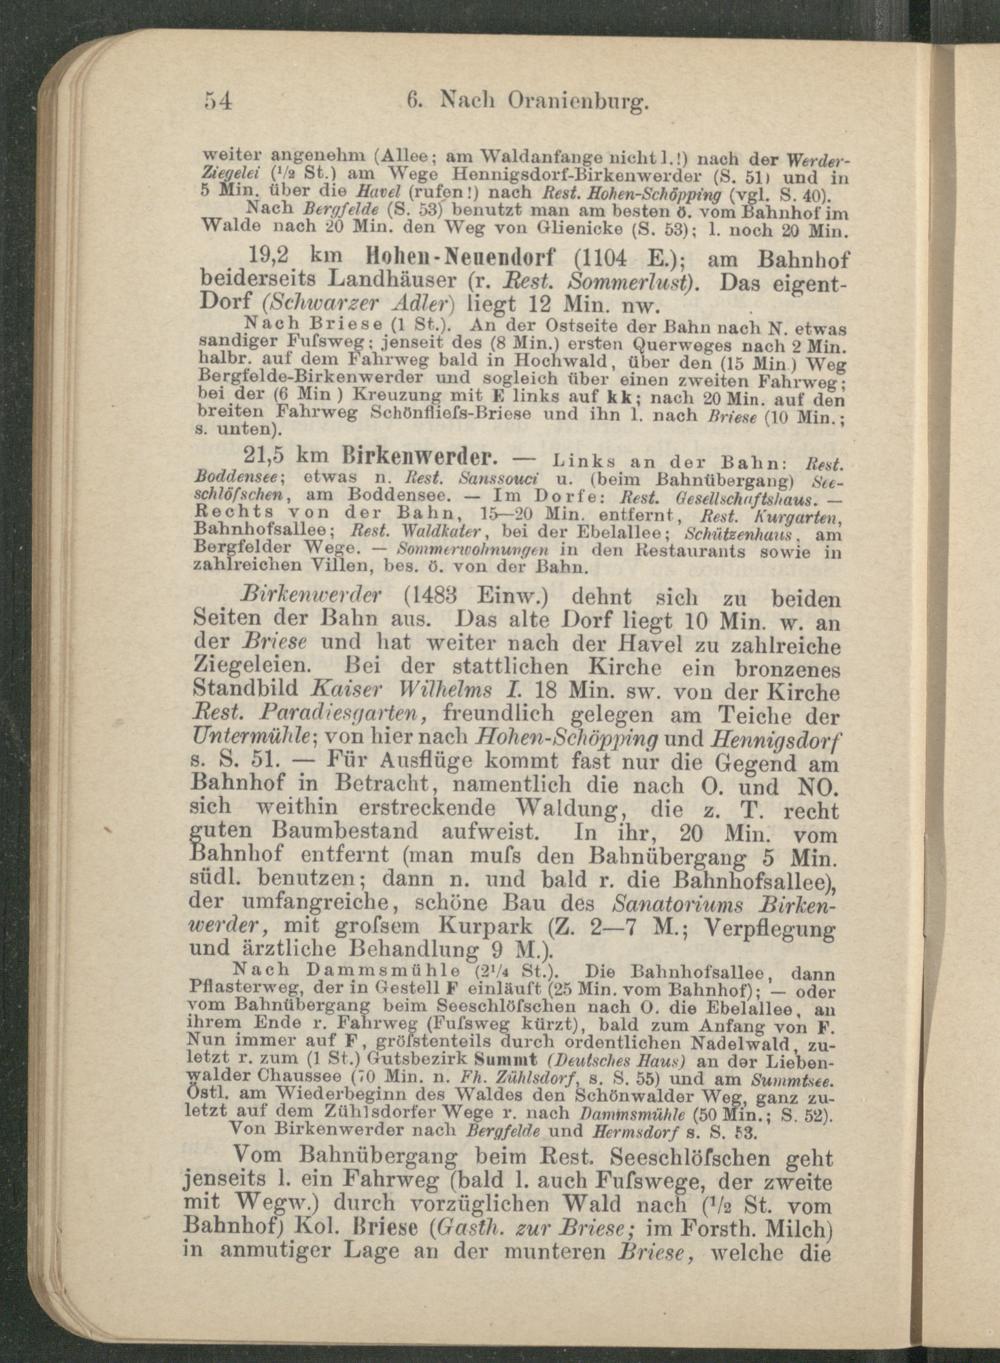 54 6. Nach Oranienburg.
weiter angenehm (Allee; am Waldanfange nicht l.!) nach der Werder-
Ziegelei (1/2 St.) am Wege Hennigsdorf-Birkenwerder (S. 51) und in
5 Min. über die Havel (rufen!) nach Rest. Hohen-Schöpping (vgl. S. 40).
Nach Bergfelde (S. 53) benutzt man am besten ö. vom Bahnhof im
Walde nach 20 Min. den Weg von Glienicke (S. 53); l. noch 20 Min.
19,2 km Hohen-Neuendorf (1104 E.); am Bahnhof
beiderseits Landhäuser (r. Rest. Sommerlust). Das eigent-
Dorf (Schwarzer Adler) liegt 12 Min. nw.
Nach Briese (1 St.). An der Ostseite der Bahn nach N. etwas
sandiger Fuſsweg; jenseit des (8 Min.) ersten Querweges nach 2 Min.
halbr. auf dem Fahrweg bald in Hochwald, über den (15 Min.) Weg
Bergfelde-Birkenwerder und sogleich über einen zweiten Fahrweg;
bei der (6 Min) Kreuzung mit E links auf kk; nach 20 Min. auf den
breiten Fahrweg Schönflieſs-Briese und ihn l. nach Briese (10 Min.;
s. unten).
21,5 km Birkenwerder. — Links an der Bahn: Rest.
Boddensee; etwas n. Rest. Sanssouci u. (beim Bahnübergang) See-
schlöſschen, am Boddensee. — Im Dorfe: Rest. Gesellschaftshaus. —
Rechts von der Bahn, 15—20 Min. entfernt, Rest. Kurgarten,
Bahnhofsallee; Rest. Waldkater, bei der Ebelallee; Schützenhaus, am
Bergfelder Wege. — Sommerwohnungen in den Restaurants sowie in
zahlreichen Villen, bes. ö. von der Bahn.
Birkenwerder (1483 Einw.) dehnt sich zu beiden
Seiten der Bahn aus. Das alte Dorf liegt 10 Min. w. an
der Briese und hat weiter nach der Havel zu zahlreiche
Ziegeleien. Bei der stattlichen Kirche ein bronzenes
Standbild Kaiser Wilhelms I. 18 Min. sw. von der Kirche
Rest. Paradiesgarten, freundlich gelegen am Teiche der
Untermühle; von hier nach Hohen-Schöpping und Hennigsdorf
s. S. 51. — Für Ausflüge kommt fast nur die Gegend am
Bahnhof in Betracht, namentlich die nach O. und NO.
sich weithin erstreckende Waldung, die z. T. recht
guten Baumbestand aufweist. In ihr, 20 Min. vom
Bahnhof entfernt (man muſs den Bahnübergang 5 Min.
südl. benutzen; dann n. und bald r. die Bahnhofsallee),
der umfangreiche, schöne Bau des Sanatoriums Birken-
werder, mit groſsem Kurpark (Z. 2—7 M.; Verpflegung
und ärztliche Behandlung 9 M.).
Nach Dammsmühle (2 1/4 St.). Die Bahnhofsallee, dann
Pflasterweg, der in Gestell F einläuft (25 Min. vom Bahnhof); — oder
vom Bahnübergang beim Seeschlöſschen nach O. die Ebelallee, an
ihrem Ende r. Fahrweg (Fuſsweg kürzt), bald zum Anfang von F.
Nun immer auf F, gröſstenteils durch ordentlichen Nadelwald, zu-
letzt r. zum (1 St.) Gutsbezirk Summt (Deutsches Haus) an der Lieben-
walder Chaussee (70 Min. n. Fh. Zühlsdorf, s. S. 55) und am Summtsee.
Östl. am Wiederbeginn des Waldes den Schönwalder Weg, ganz zu-
letzt auf dem Zühlsdorfer Wege r. nach Dammsmühle (50 Min.; S. 52).
Von Birkenwerder nach Bergfelde und Hermsdorf s. S. 53.
Vom Bahnübergang beim Rest. Seeschlöſschen geht
jenseits l. ein Fahrweg (bald l. auch Fuſswege, der zweite
mit Wegw.) durch vorzüglichen Wald nach (1/2 St. vom
Bahnhof) Kol. Briese (Gasth. zur Briese; im Forsth. Milch)
in anmutiger Lage an der munteren Briese, welche die